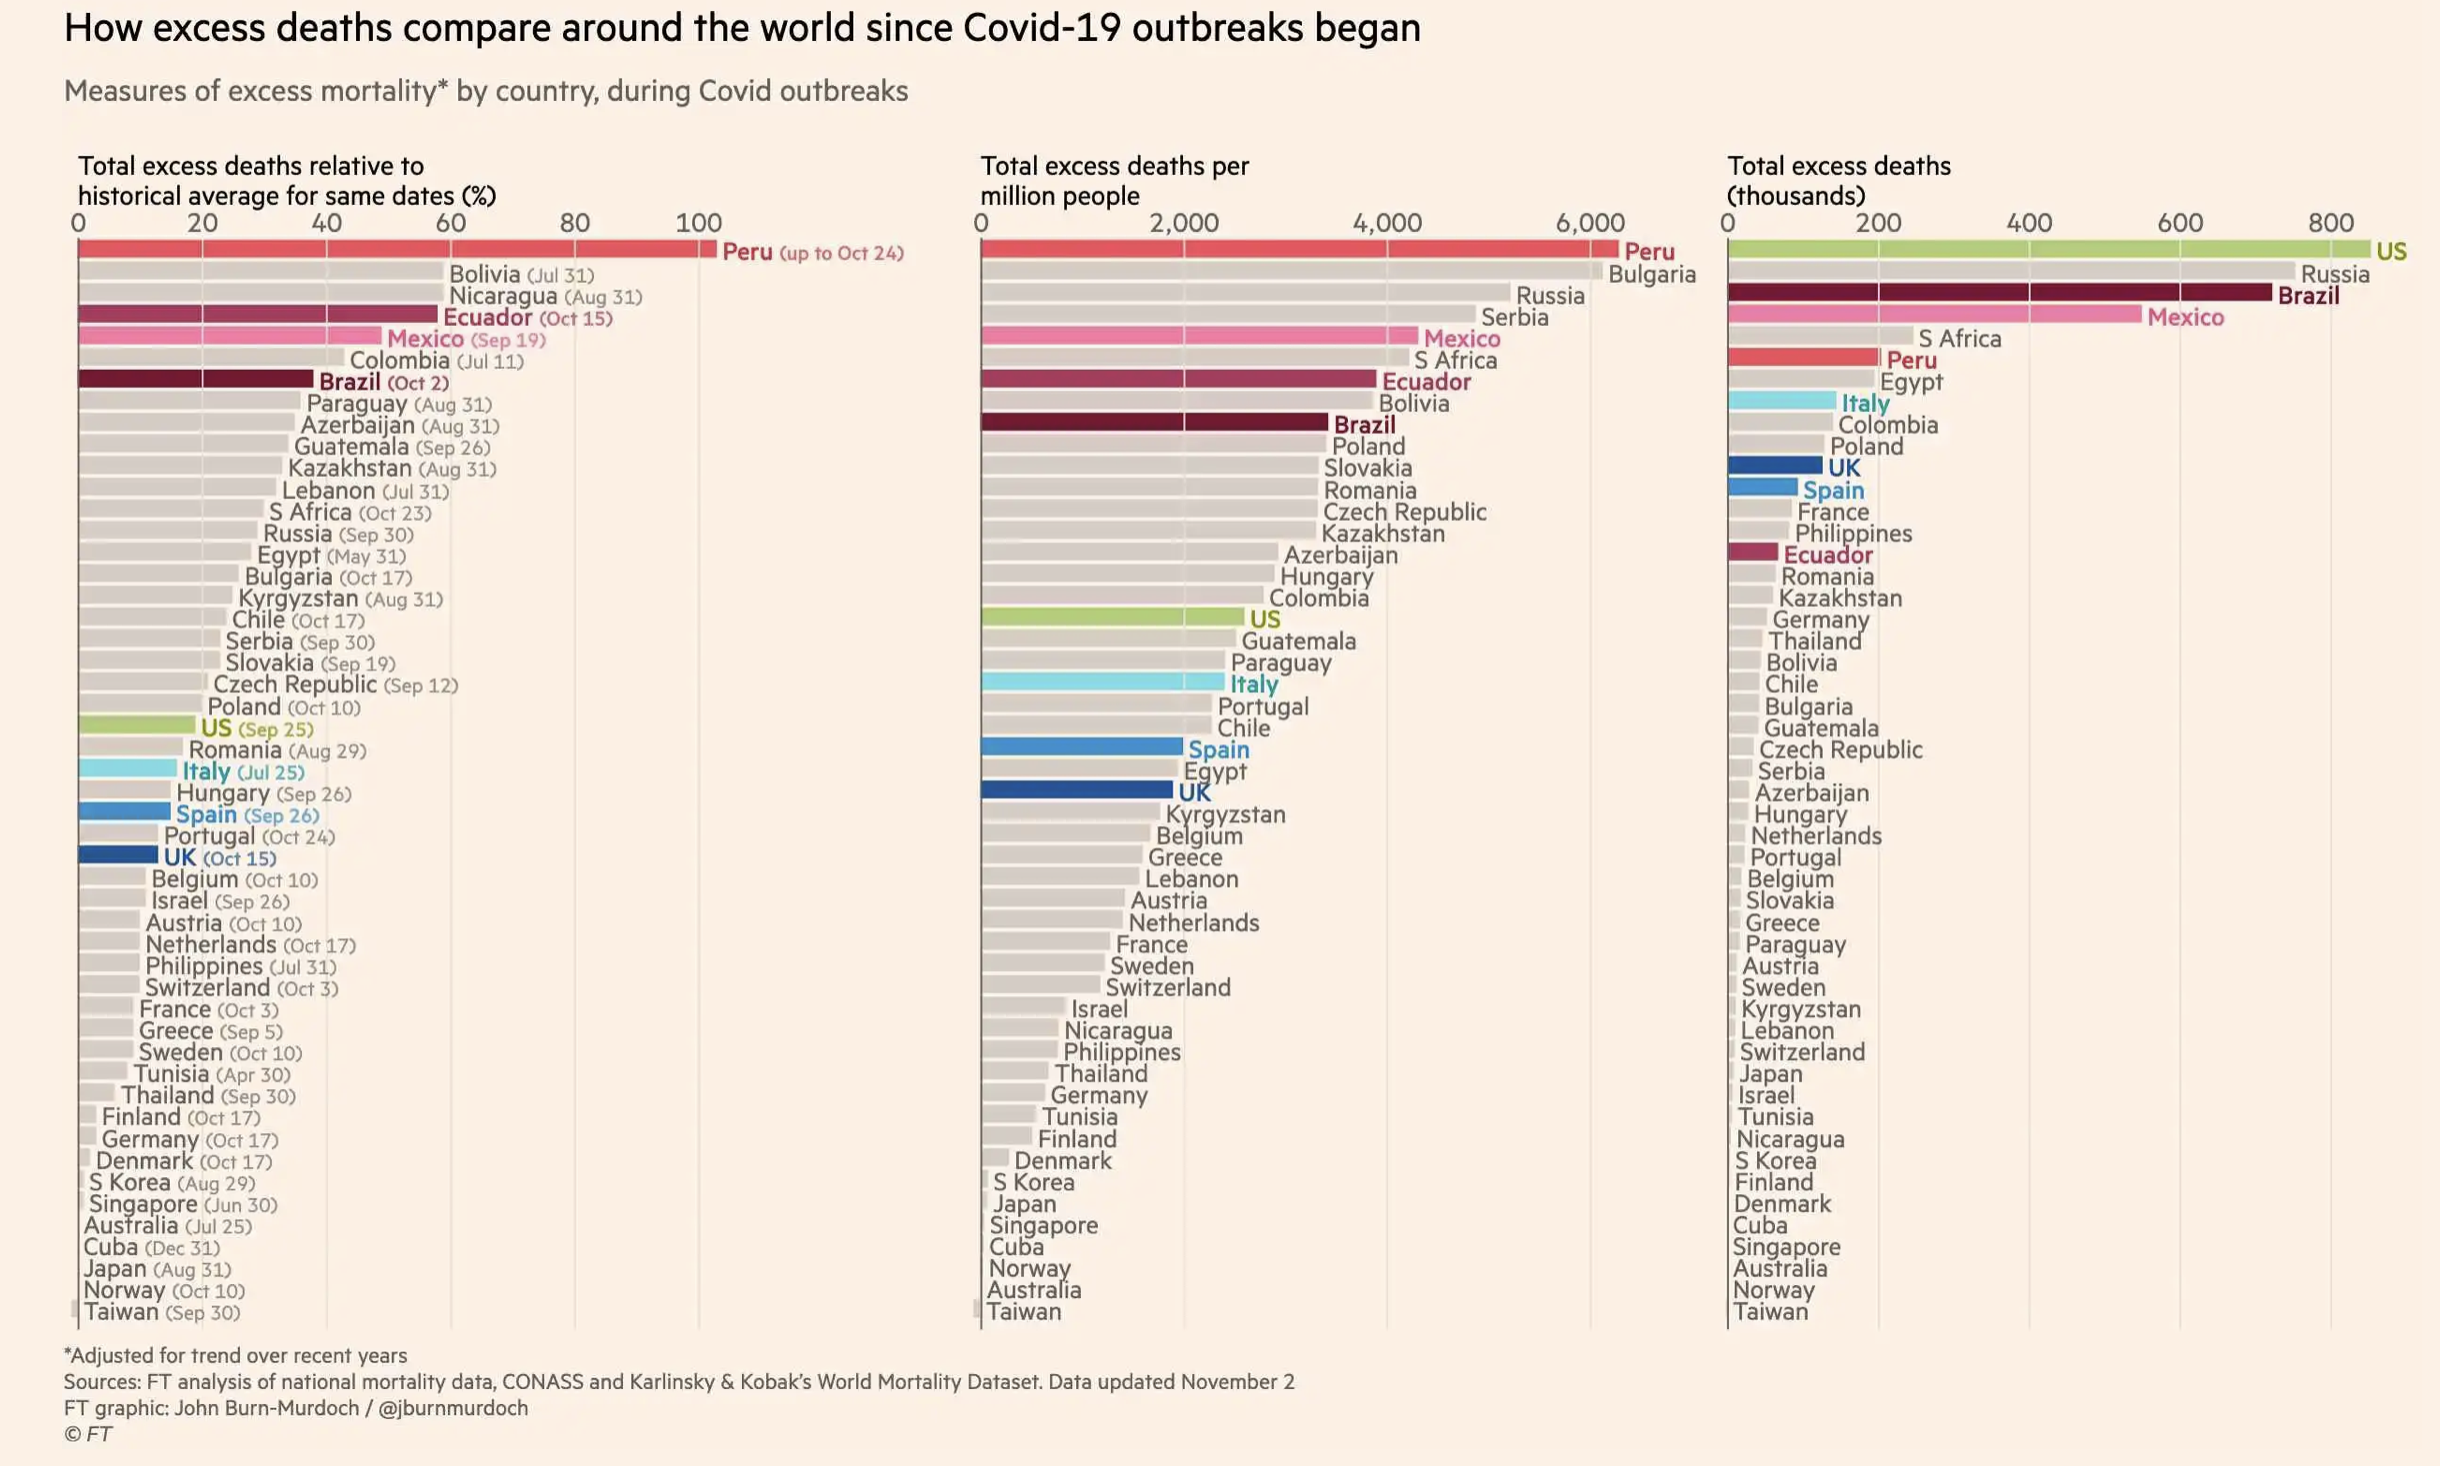 How excess deaths compare around the world since Covid-19 outbreaks began
Measures of excess mortality* by country, during Covid outbreaks
Total excess deaths relative to
historical average for same dates (%)
0 20 40 60 80 100
Peru (up to Oct 24)
Bolivia (Jul 31)
Nicaragua (Aug 31)
Ecuador (Oct 15)
Mexico (Sep 19)
Colombia (Jul 11)
Brazil (Oct 2)
Paraguay (Aug 31)
Azerbaijan (Aug 31)
Guatemala (Sep 26)
Kazakhstan (Aug 31)
Lebanon (Jul 31)
S Africa (Oct 23)
Russia (Sep 30)
Egypt (May 31)
Bulgaria (Oct 17)
Kyrgyzstan (Aug 31)
Chile (Oct 17)
Serbia (Sep 30)
Slovakia (Sep 19)
Czech Republic (Sep 12)
Poland (Oct 10)
US (Sep 25)
Romania (Aug 29)
Italy (Jul 25)
Hungary (Sep 26)
Spain (Sep 26)
Portugal (Oct 24)
UK (Oct 15)
Belgium (Oct 10)
Israel (Sep 26)
Austria (Oct 10)
Netherlands (Oct 17)
Philippines (Jul 31)
Switzerland (Oct 3)
France (Oct 3)
Greece (Sep 5)
Sweden (Oct 10)
Tunisia (Apr 30)
Thailand (Sep 30)
Finland (Oct 17)
Germany (Oct 17)
Denmark (Oct 17)
S Korea (Aug 29)
Singapore (Jun 30)
Australia (Jul 25)
Cuba (Dec 31)
Japan (Aug 31)
Norway (Oct 10)
Taiwan (Sep 30)
Total excess deaths per
million people
0 2,000 4,000 6,000
Peru
Bulgaria
Russia
Serbia
Mexico
S Africa
Ecuador
Bolivia
Brazil
Poland
Slovakia
Romania
Czech Republic
Kazakhstan
Azerbaijan
Hungary
Colombia
US
Guatemala
Paraguay
Italy
Portugal
Chile
Spain
Egypt
UK
Kyrgyzstan
Belgium
Greece
Lebanon
Austria
Netherlands
France
Sweden
Switzerland
Israel
Nicaragua
Philippines
Thailand
Germany
Tunisia
Finland
Denmark
S Korea
Japan
Singapore
Cuba
Norway
Australia
Taiwan
Total excess deaths
(thousands)
0 200 400 600 800
US
Russia
Brazil
Mexico
S Africa
Peru
Egypt
Italy
Colombia
Poland
UK
Spain
France
Philippines
Ecuador
Romania
Kazakhstan
Germany
Thailand
Bolivia
Chile
Bulgaria
Guatemala
Czech Republic
Serbia
Azerbaijan
Hungary
Netherlands
Portugal
Belgium
Slovakia
Greece
Paraguay
Austria
Sweden
Kyrgyzstan
Lebanon
Switzerland
Japan
Israel
Tunisia
Nicaragua
S Korea
Finland
Denmark
Cuba
Singapore
Australia
Norway
Taiwan
*Adjusted for trend over recent years
Sources: FT analysis of national mortality data, CONASS and Karlinsky & Kobak's World Mortality Dataset. Data updated November 2
FT graphic: John Burn-Murdoch / @jburnmurdoch
© FT